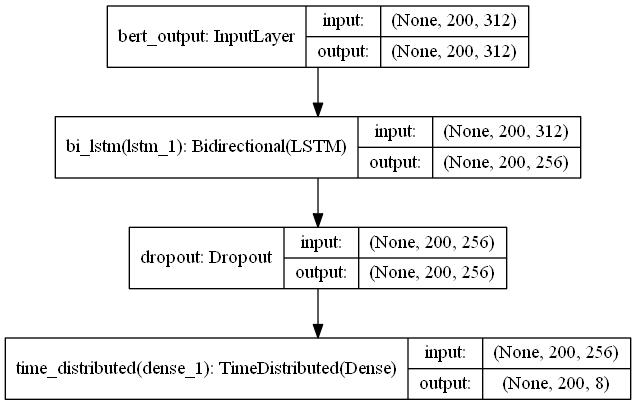 bert_output: InputLayer
input: (None, 200, 312)
output: (None, 200, 312)
bi_lstm(lstm_1): Bidirectional(LSTM)
input: (None, 200, 312)
output: (None, 200, 256)
dropout: Dropout
input: (None, 200, 256)
output: (None, 200, 256)
time_distributed(dense_1): TimeDistributed(Dense)
input: (None, 200, 256)
output: (None, 200, 8)